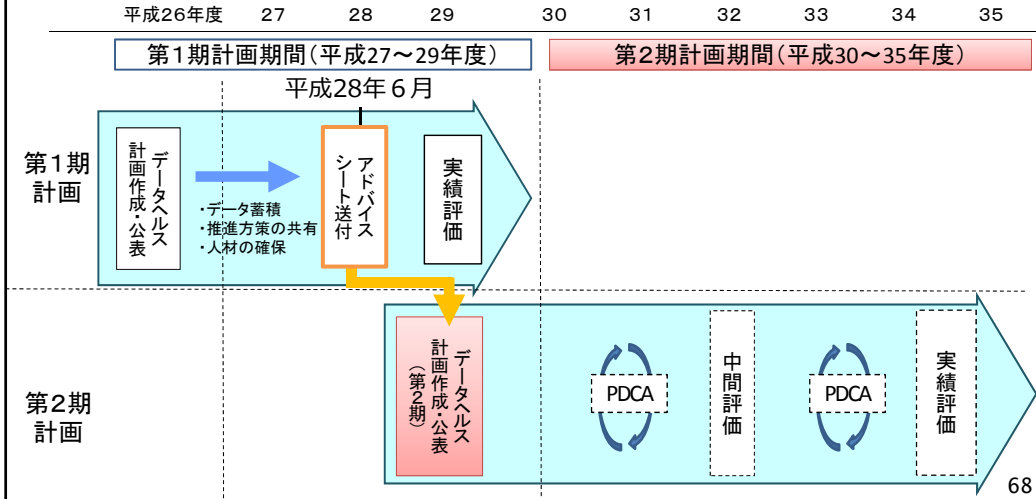 平成26年度 27 28 29 30 31 32 33 34 35
第1期計画期間(平成27～29年度)
第2期計画期間(平成30～35年度)
平成28年６月
第1期
計画
データヘルス
計画作成・公表
・データ蓄積
・推進方策の共有
・人材の確保
アドバイス
シート送付
実績評価
第2期
計画
データヘルス
計画作成・公表
（第２期）
PDCA
中間評価
PDCA
実績評価
68